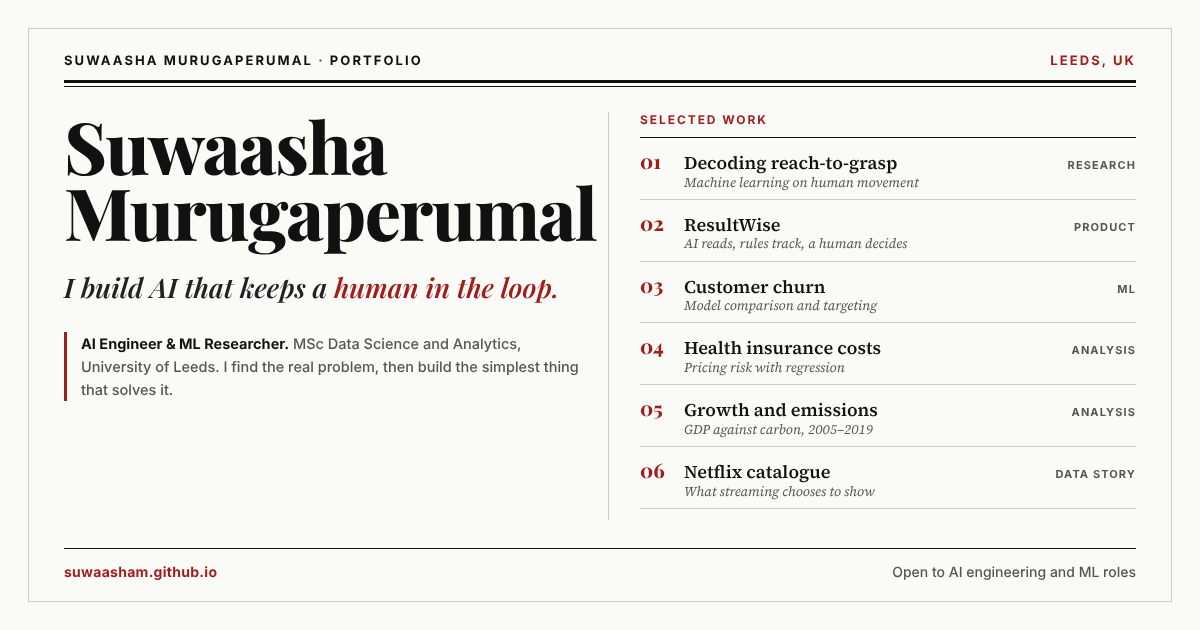 SUWAASHA MURUGAPERUMAL · PORTFOLIO
LEEDS, UK
Suwaasha
Murugaperumal
I build AI that keeps a human in the loop.
AI Engineer & ML Researcher. MSc Data Science and Analytics,
University of Leeds. I find the real problem, then build the simplest thing
that solves it.
SELECTED WORK
01 Decoding reach-to-grasp RESEARCH
Machine learning on human movement
02 ResultWise PRODUCT
AI reads, rules track, a human decides
03 Customer churn ML
Model comparison and targeting
04 Health insurance costs ANALYSIS
Pricing risk with regression
05 Growth and emissions ANALYSIS
GDP against carbon, 2005–2019
06 Netflix catalogue DATA STORY
What streaming chooses to show
suwaasham.github.io
Open to AI engineering and ML roles